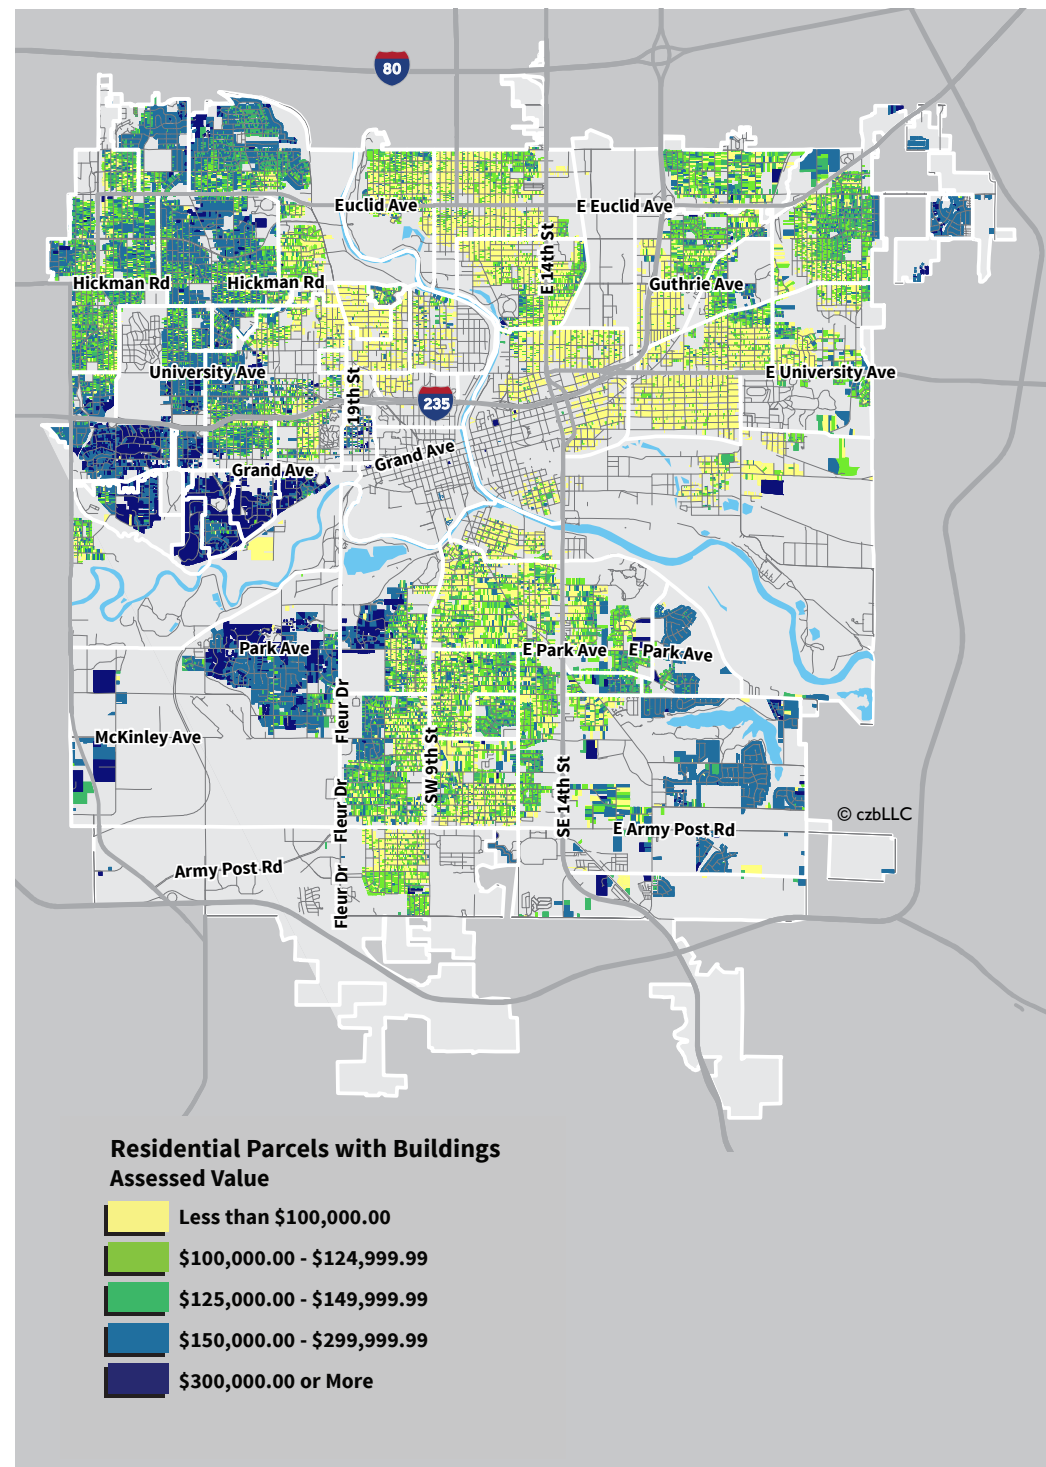 80
Euclid Ave
E Euclid Ave
E 14th St
Hickman Rd
Hickman Rd
Guthrie Ave
University Ave
E University Ave
19th St
235
Grand Ave
Grand Ave
Park Ave
E Park Ave
E Park Ave
Fleur Dr
McKinley Ave
SW 9th St
SE 14th St
Fleur Dr
© czbLLC
E Army Post Rd
Army Post Rd
Fleur Dr
Residential Parcels with Buildings
Assessed Value
Less than $100,000.00
$100,000.00 - $124,999.99
$125,000.00 - $149,999.99
$150,000.00 - $299,999.99
$300,000.00 or More